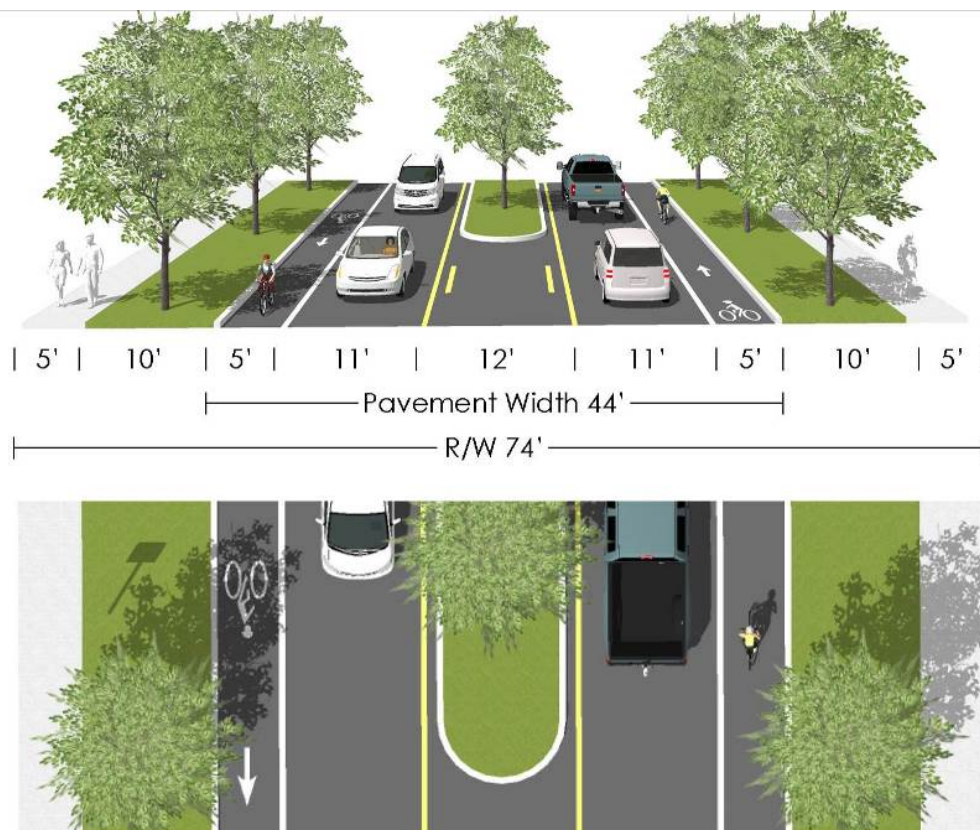 | 5' | 10' | 5' | 11' | 12' | 11' | 5' | 10' | 5'
Pavement Width 44'
R/W 74'